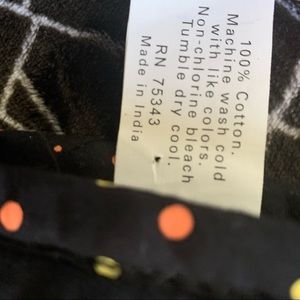 100% Cotton.
Machine wash cold
with like colors.
Non-chlorine bleach
Tumble dry cool.
RN 75343
Made in India